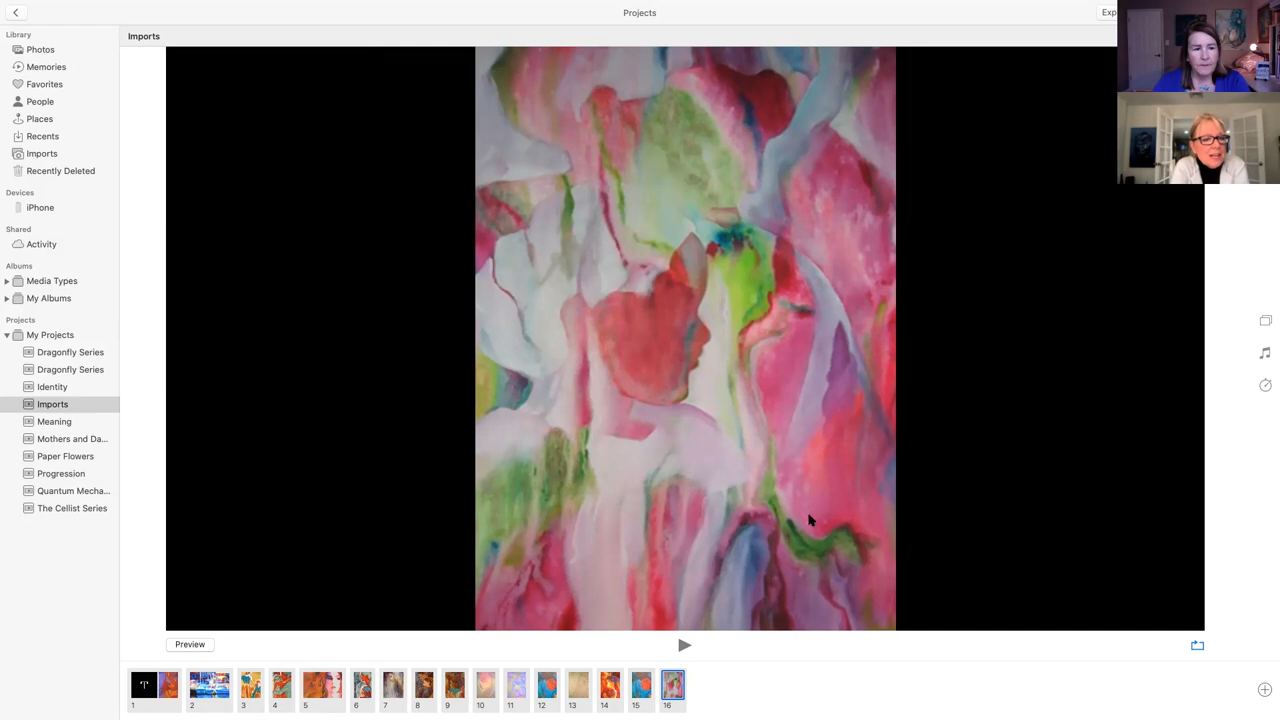 Projects
Exp
Library
Photos
Memories
Favorites
People
Places
Recents
Imports
Recently Deleted
Devices
iPhone
Shared
Activity
Albums
Media Types
My Albums
Projects
My Projects
Dragonfly Series
Dragonfly Series
Identity
Imports
Meaning
Mothers and Da...
Paper Flowers
Progression
Quantum Mecha...
The Cellist Series
Imports
Preview
T
1 2 3 4 5 6 7 8 9 10 11 12 13 14 15 16